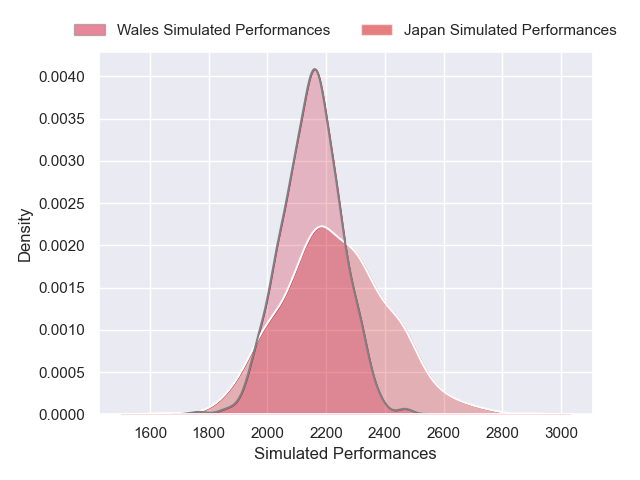 Wales Simulated Performances
Japan Simulated Performances
0.0040
0.0035
0.0030
0.0025
0.0020
0.0015
0.0010
0.0005
0.0000
Density
1600 1800 2000 2200 2400 2600 2800 3000
Simulated Performances